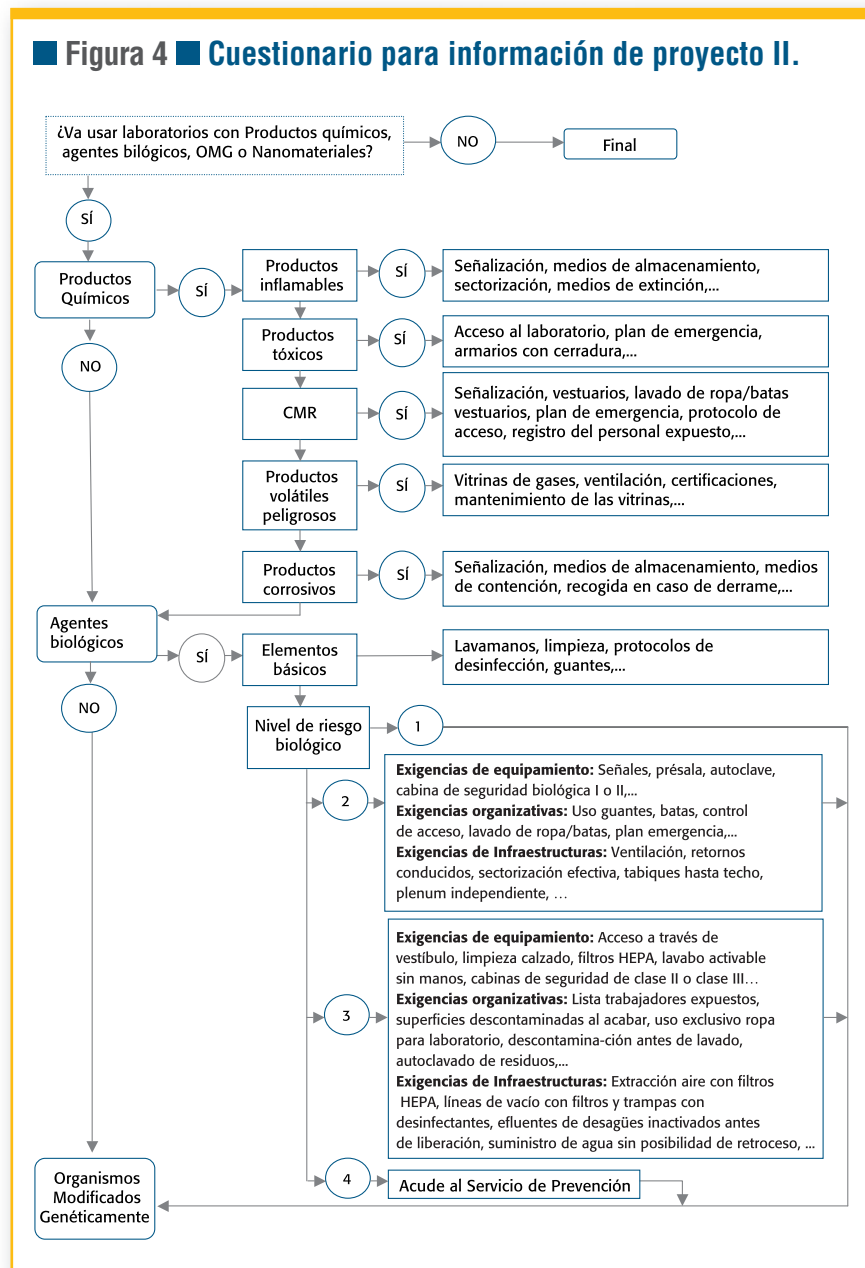 Figura 4 Cuestionario para información de proyecto II.
¿Va usar laboratorios con Productos químicos,
agentes bilógicos, OMG o Nanomateriales?
NO
Final
SÍ
Productos
Químicos
SÍ
Productos
inflamables
SÍ
Señalización, medios de almacenamiento,
sectorización, medios de extinción,...
Productos
tóxicos
SÍ
Acceso al laboratorio, plan de emergencia,
armarios con cerradura,...
NO
CMR
SÍ
Señalización, vestuarios, lavado de ropa/batas
vestuarios, plan de emergencia, protocolo de
acceso, registro del personal expuesto,...
Productos
volátiles
peligrosos
SÍ
Vitrinas de gases, ventilación, certificaciones,
mantenimiento de las vitrinas,...
Productos
corrosivos
SÍ
Señalización, medios de almacenamiento, medios
de contención, recogida en caso de derrame,...
Agentes
biológicos
SÍ
Elementos
básicos
Lavamanos, limpieza, protocolos de
desinfección, guantes,...
NO
Nivel de riesgo
biológico
1
2
Exigencias de equipamiento: Señales, présala, autoclave,
cabina de seguridad biológica I o II,...
Exigencias organizativas: Uso guantes, batas, control
de acceso, lavado de ropa/batas, plan emergencia,...
Exigencias de Infraestructuras: Ventilación, retornos
conducidos, sectorización efectiva, tabiques hasta techo,
plenum independiente, ...
3
Exigencias de equipamiento: Acceso a través de
vestíbulo, limpieza calzado, filtros HEPA, lavabo activable
sin manos, cabinas de seguridad de clase II o clase III...
Exigencias organizativas: Lista trabajadores expuestos,
superficies descontaminadas al acabar, uso exclusivo ropa
para laboratorio, descontamina-ción antes de lavado,
autoclavado de residuos,...
Exigencias de Infraestructuras: Extracción aire con filtros
HEPA, líneas de vacío con filtros y trampas con
desinfectantes, efluentes de desagües inactivados antes
de liberación, suministro de agua sin posibilidad de retroceso, ...
4
Acude al Servicio de Prevención
Organismos
Modificados
Genéticamente